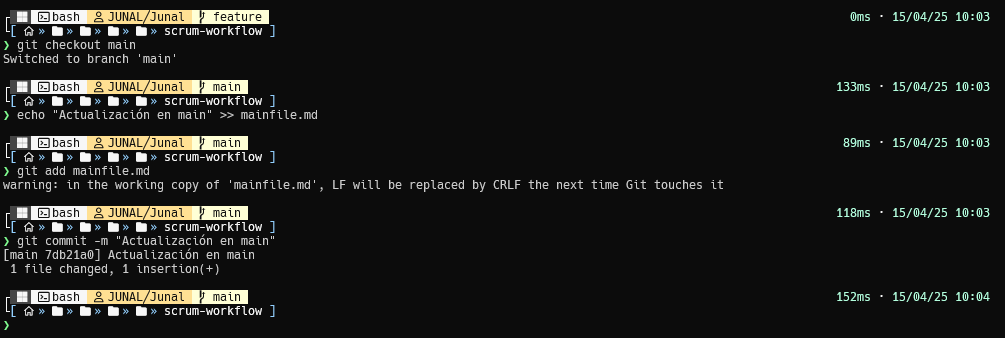 bash JUNAL/Junal feature 0ms · 15/04/25 10:03
[ » » » » » scrum-workflow ]
❯ git checkout main
Switched to branch 'main'
bash JUNAL/Junal main 133ms · 15/04/25 10:03
[ » » » » » scrum-workflow ]
❯ echo "Actualización en main" >> mainfile.md
bash JUNAL/Junal main 89ms · 15/04/25 10:03
[ » » » » » scrum-workflow ]
❯ git add mainfile.md
warning: in the working copy of 'mainfile.md', LF will be replaced by CRLF the next time Git touches it
bash JUNAL/Junal main 118ms · 15/04/25 10:03
[ » » » » » scrum-workflow ]
❯ git commit -m "Actualización en main"
[main 7db21a0] Actualización en main
1 file changed, 1 insertion(+)
bash JUNAL/Junal main 152ms · 15/04/25 10:04
[ » » » » » scrum-workflow ]
❯